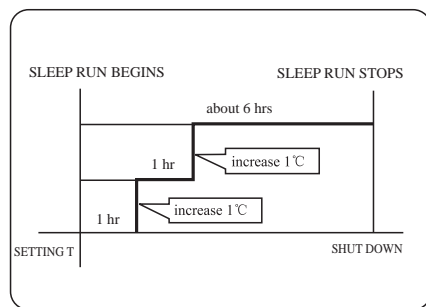 SLEEP RUN BEGINS
SLEEP RUN STOPS
about 6 hrs
1 hr
increase 1℃
1 hr
increase 1℃
SETTING T
SHUT DOWN